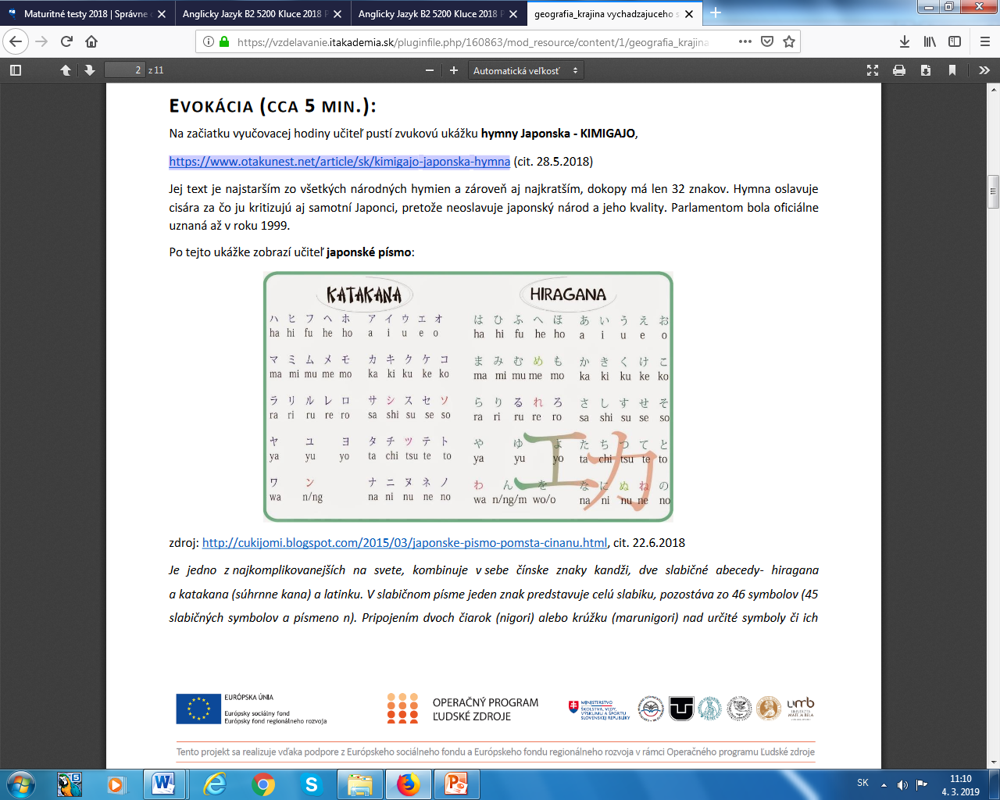 Maturitné testy 2018 | Správne
Anglicky Jazyk B2 5200 Kluce 2018
Anglicky Jazyk B2 5200 Kluce 2018
geografia_krajina vychadzajuceho s
https://vzdelavanie.itakademia.sk/pluginfile.php/160863/mod_resource/content/1/geografia_krajina
2 z 11
Automatická veľkosť
EVOKÁCIA (CCA 5 MIN.):
Na začiatku vyučovacej hodiny učiteľ pustí zvukovú ukážku hymny Japonska - KIMIGAJO,
https://www.otakunest.net/article/sk/kimigajo-japonska-hymna (cit. 28.5.2018)
Jej text je najstarším zo všetkých národných hymien a zároveň aj najkratším, dokopy má len 32 znakov. Hymna oslavuje
cisára za čo ju kritizujú aj samotní Japonci, pretože neoslavuje japonský národ a jeho kvality. Parlamentom bola oficiálne
uznaná až v roku 1999.
Po tejto ukážke zobrazí učiteľ japonské písmo:
KATAKANA
ハ ヒ フ ヘ ホ ア イ ウ エ オ
ha hi fu he ho a i u e o
マ ミ ム メ モ カ キ ク ケ コ
ma mi mu me mo ka ki ku ke ko
ラ リ ル レ ロ サ シ ス セ ソ
ra ri ru re ro sa shi su se so
ヤ ユ ヨ タ チ ツ テ ト
ya yu yo ta chi tsu te to
ワ ン ナ ニ ヌ ネ ノ
wa n/ng na ni nu ne no
HIRAGANA
は ひ ふ へ ほ あ い う え お
ha hi fu he ho a i u e o
ま み む め も か き く け こ
ma mi mu me mo ka ki ku ke ko
ら り る れ ろ さ し す せ そ
ra ri ru re ro sa shi su se so
や ゆ よ た ち つ て と
ya yu yo ta chi tsu te to
わ ん を な に ぬ ね の
wa n/ng/m wo/o na ni nu ne no
zdroj: http://cukijomi.blogspot.com/2015/03/japonske-pismo-pomsta-cinanu.html, cit. 22.6.2018
Je jedno z najkomplikovanejších na svete, kombinuje v sebe čínske znaky kandži, dve slabičné abecedy- hiragana
a katakana (súhrnne kana) a latinku. V slabičnom písme jeden znak predstavuje celú slabiku, pozostáva zo 46 symbolov (45
slabičných symbolov a písmeno n). Pripojením dvoch čiarok (nigori) alebo krúžku (marunigori) nad určité symboly či ich
EURÓPSKA ÚNIA
Európsky sociálny fond
Európsky fond regionálneho rozvoja
OPERAČNÝ PROGRAM
ĽUDSKÉ ZDROJE
MINISTERSTVO
ŠKOLSTVA, VEDY,
VÝSKUMU A ŠPORTU
SLOVENSKEJ REPUBLIKY
umb
UNIVERZITA
MATEJA BELA
Tento projekt sa realizuje vďaka podpore z Európskeho sociálneho fondu a Európskeho fondu regionálneho rozvoja v rámci Operačného programu Ľudské zdroje
SK
11:10
4. 3. 2019